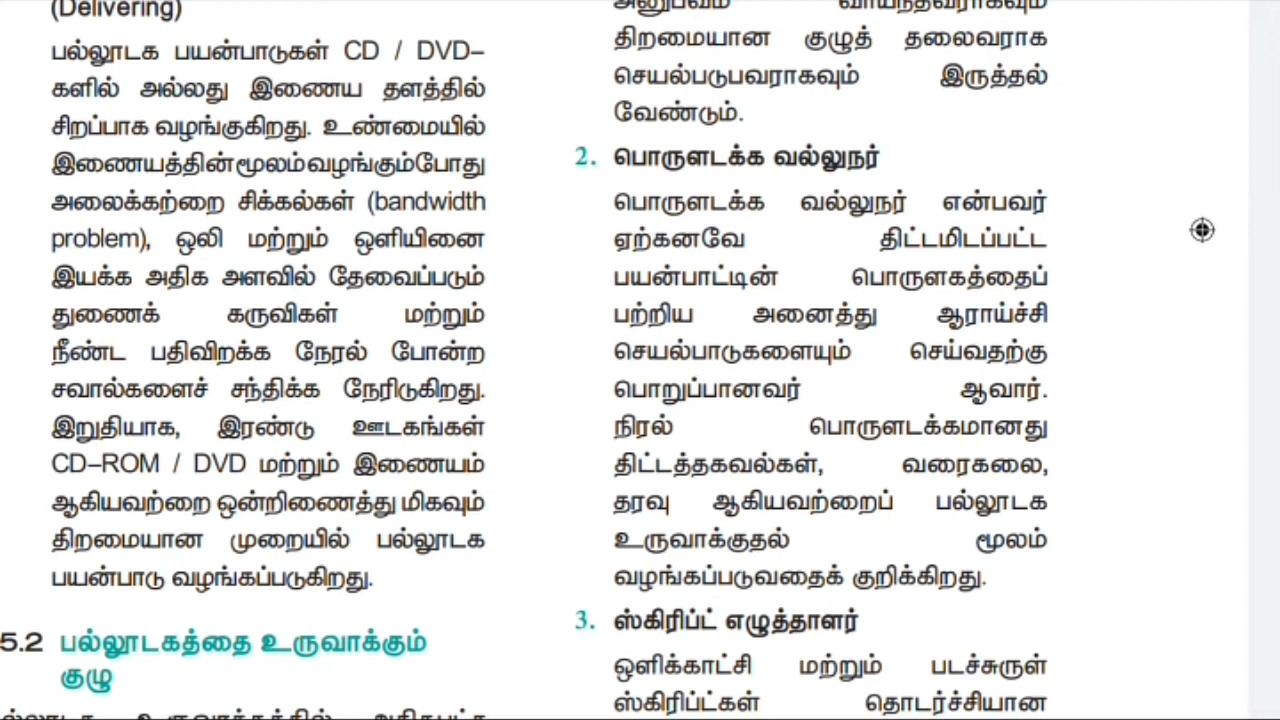 (Delivering)
பல்லூடக பயன்பாடுகள் CD / DVD–
களில் அல்லது இணைய தளத்தில்
சிறப்பாக வழங்குகிறது. உண்மையில்
இணையத்தின் மூலம் வழங்கும்போது
அலைக்கற்றை சிக்கல்கள் (bandwidth
problem), ஒலி மற்றும் ஒளியினை
இயக்க அதிக அளவில் தேவைப்படும்
துணைக் கருவிகள் மற்றும்
நீண்ட பதிவிறக்க நேரல் போன்ற
சவால்களைச் சந்திக்க நேரிடுகிறது.
இறுதியாக, இரண்டு ஊடகங்கள்
CD–ROM / DVD மற்றும் இணையம்
ஆகியவற்றை ஒன்றிணைத்து மிகவும்
திறமையான முறையில் பல்லூடக
பயன்பாடு வழங்கப்படுகிறது.
5.2 பல்லூடகத்தை உருவாக்கும்
குழு
திறமையான குழுத் தலைவராக
செயல்படுபவராகவும் இருத்தல்
வேண்டும்.
2. பொருளடக்க வல்லுநர்
பொருளடக்க வல்லுநர் என்பவர்
ஏற்கனவே திட்டமிடப்பட்ட
பயன்பாட்டின் பொருளகத்தைப்
பற்றிய அனைத்து ஆராய்ச்சி
செயல்பாடுகளையும் செய்வதற்கு
பொறுப்பானவர் ஆவார்.
நிரல் பொருளடக்கமானது
திட்டத்தகவல்கள், வரைகலை,
தரவு ஆகியவற்றைப் பல்லூடக
உருவாக்குதல் மூலம்
வழங்கப்படுவதைக் குறிக்கிறது.
3. ஸ்கிரிப்ட் எழுத்தாளர்
ஒளிக்காட்சி மற்றும் படச்சுருள்
ஸ்கிரிப்ட்கள் தொடர்ச்சியான